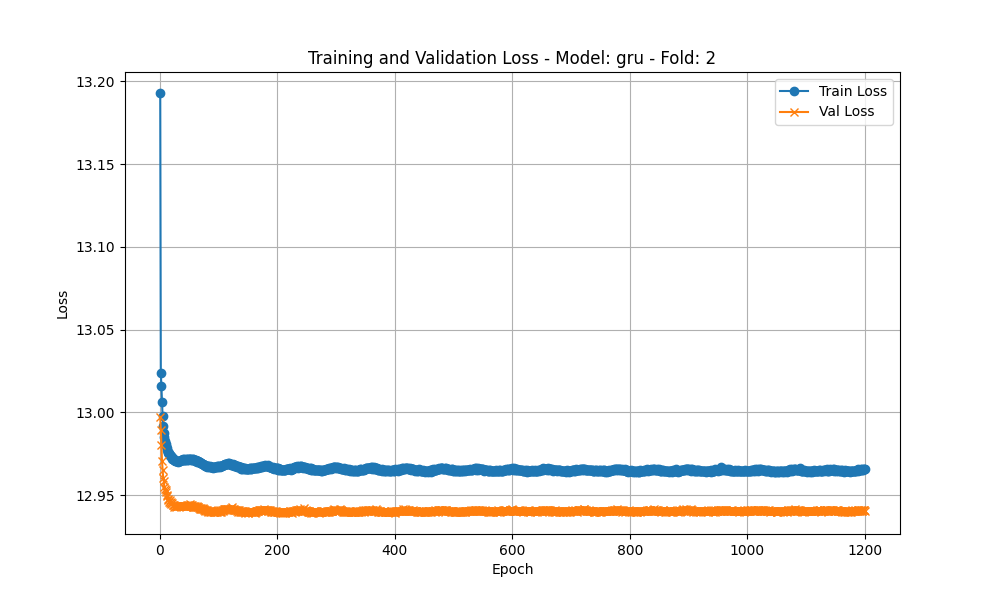 Training and Validation Loss - Model: gru - Fold: 2
Train Loss
Val Loss
13.20
13.15
13.10
13.05
13.00
12.95
Loss
0 200 400 600 800 1000 1200
Epoch